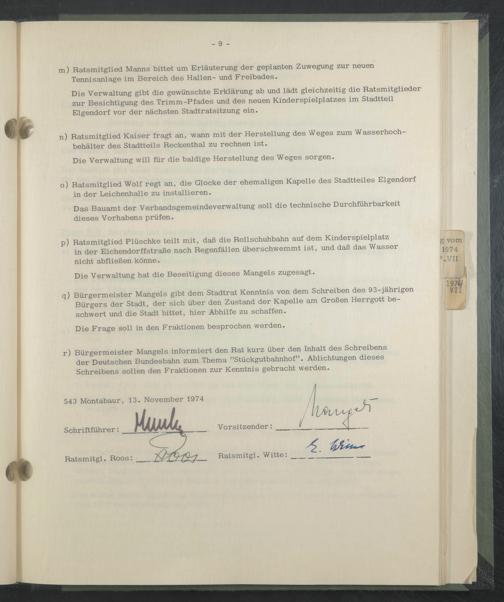 - 9 -
m) Ratsmitglied Manns bittet um Erläuterung der geplanten Zuwegung zur neuen
Tennisanlage im Bereich des Hallen- und Freibades.
Die Verwaltung gibt die gewünschte Erklärung ab und lädt gleichzeitig die Ratsmitglieder
zur Besichtigung des Trimm-Pfades und des neuen Kinderspielplatzes im Stadtteil
Elgendorf vor der nächsten Stadtratsitzung ein.
n) Ratsmitglied Kaiser fragt an, wann mit der Herstellung des Weges zum Wasserhoch-
behälter des Stadtteils Reckenthal zu rechnen ist.
Die Verwaltung will für die baldige Herstellung des Weges sorgen.
o) Ratsmitglied Wolf regt an, die Glocke der ehemaligen Kapelle des Stadtteiles Elgendorf
in der Leichenhalle zu installieren.
Das Bauamt der Verbandsgemeindeverwaltung soll die technische Durchführbarkeit
dieses Vorhabens prüfen.
p) Ratsmitglied Plüschke teilt mit, daß die Rollschuhbahn auf dem Kinderspielplatz
in der Eichendorffstraße nach Regenfällen überschwemmt ist, und daß das Wasser
nicht abfließen könne.
Die Verwaltung hat die Beseitigung dieses Mangels zugesagt.
q) Bürgermeister Mangels gibt dem Stadtrat Kenntnis von dem Schreiben des 93-jährigen
Bürgers der Stadt, der sich über den Zustand der Kapelle am Großen Herrgott be-
schwert und die Stadt bittet, hier Abhilfe zu schaffen.
Die Frage soll in den Fraktionen besprochen werden.
r) Bürgermeister Mangels informiert den Rat kurz über den Inhalt des Schreibens
der Deutschen Bundesbahn zum Thema "Stückgutbahnhof". Ablichtungen dieses
Schreibens sollen den Fraktionen zur Kenntnis gebracht werden.
543 Montabaur, 13. November 1974
Schriftführer: Vorsitzender: Mangels
Ratsmitgl. Roos: Roos Ratsmitgl. Witte: E. Witte
vom
1974
VII
1974/
VII